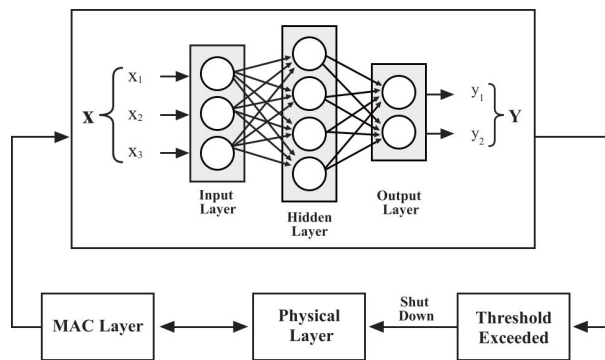 X
x1
x2
x3
Input
Layer
Hidden
Layer
Output
Layer
y1
y2
Y
MAC Layer
Physical
Layer
Shut
Down
Threshold
Exceeded